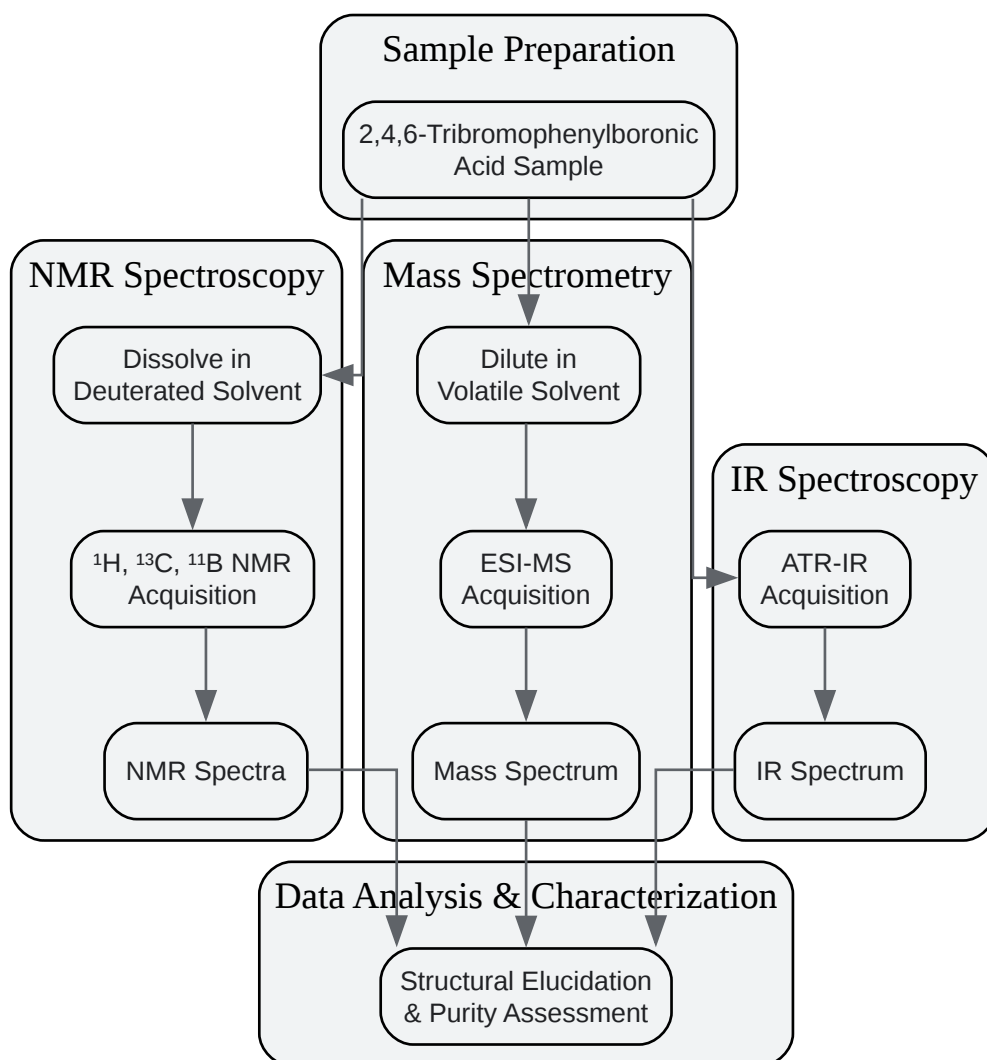 Sample Preparation
2,4,6-Tribromophenylboronic
Acid Sample
NMR Spectroscopy
Dissolve in
Deuterated Solvent
¹H, ¹³C, ¹¹B NMR
Acquisition
NMR Spectra
Mass Spectrometry
Dilute in
Volatile Solvent
ESI-MS
Acquisition
Mass Spectrum
IR Spectroscopy
ATR-IR
Acquisition
IR Spectrum
Data Analysis & Characterization
Structural Elucidation
& Purity Assessment